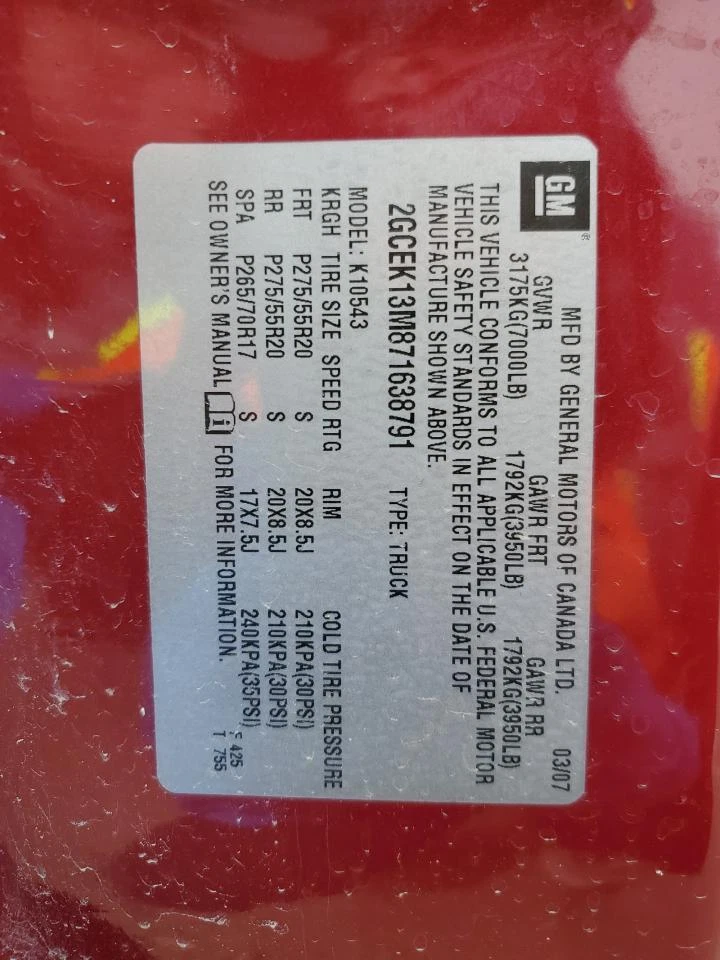 GM ®
MFD BY GENERAL MOTORS OF CANADA LTD. 03/07
GVWR GAWR FRT GAWR RR
3175KG(7000LB) 1792KG(3950LB) 1792KG(3950LB)
THIS VEHICLE CONFORMS TO ALL APPLICABLE U.S. FEDERAL MOTOR
VEHICLE SAFETY STANDARDS IN EFFECT ON THE DATE OF
MANUFACTURE SHOWN ABOVE.
2GCEK13M871638791 TYPE: TRUCK
MODEL: K10543
KRGH TIRE SIZE SPEED RTG RIM COLD TIRE PRESSURE
FRT P275/55R20 S 20X8.5J 210KPA(30PSI)
RR P275/55R20 S 20X8.5J 210KPA(30PSI)
SPA P265/70R17 S 17X7.5J 240KPA(35PSI)
SEE OWNER'S MANUAL i FOR MORE INFORMATION.
425
T 755